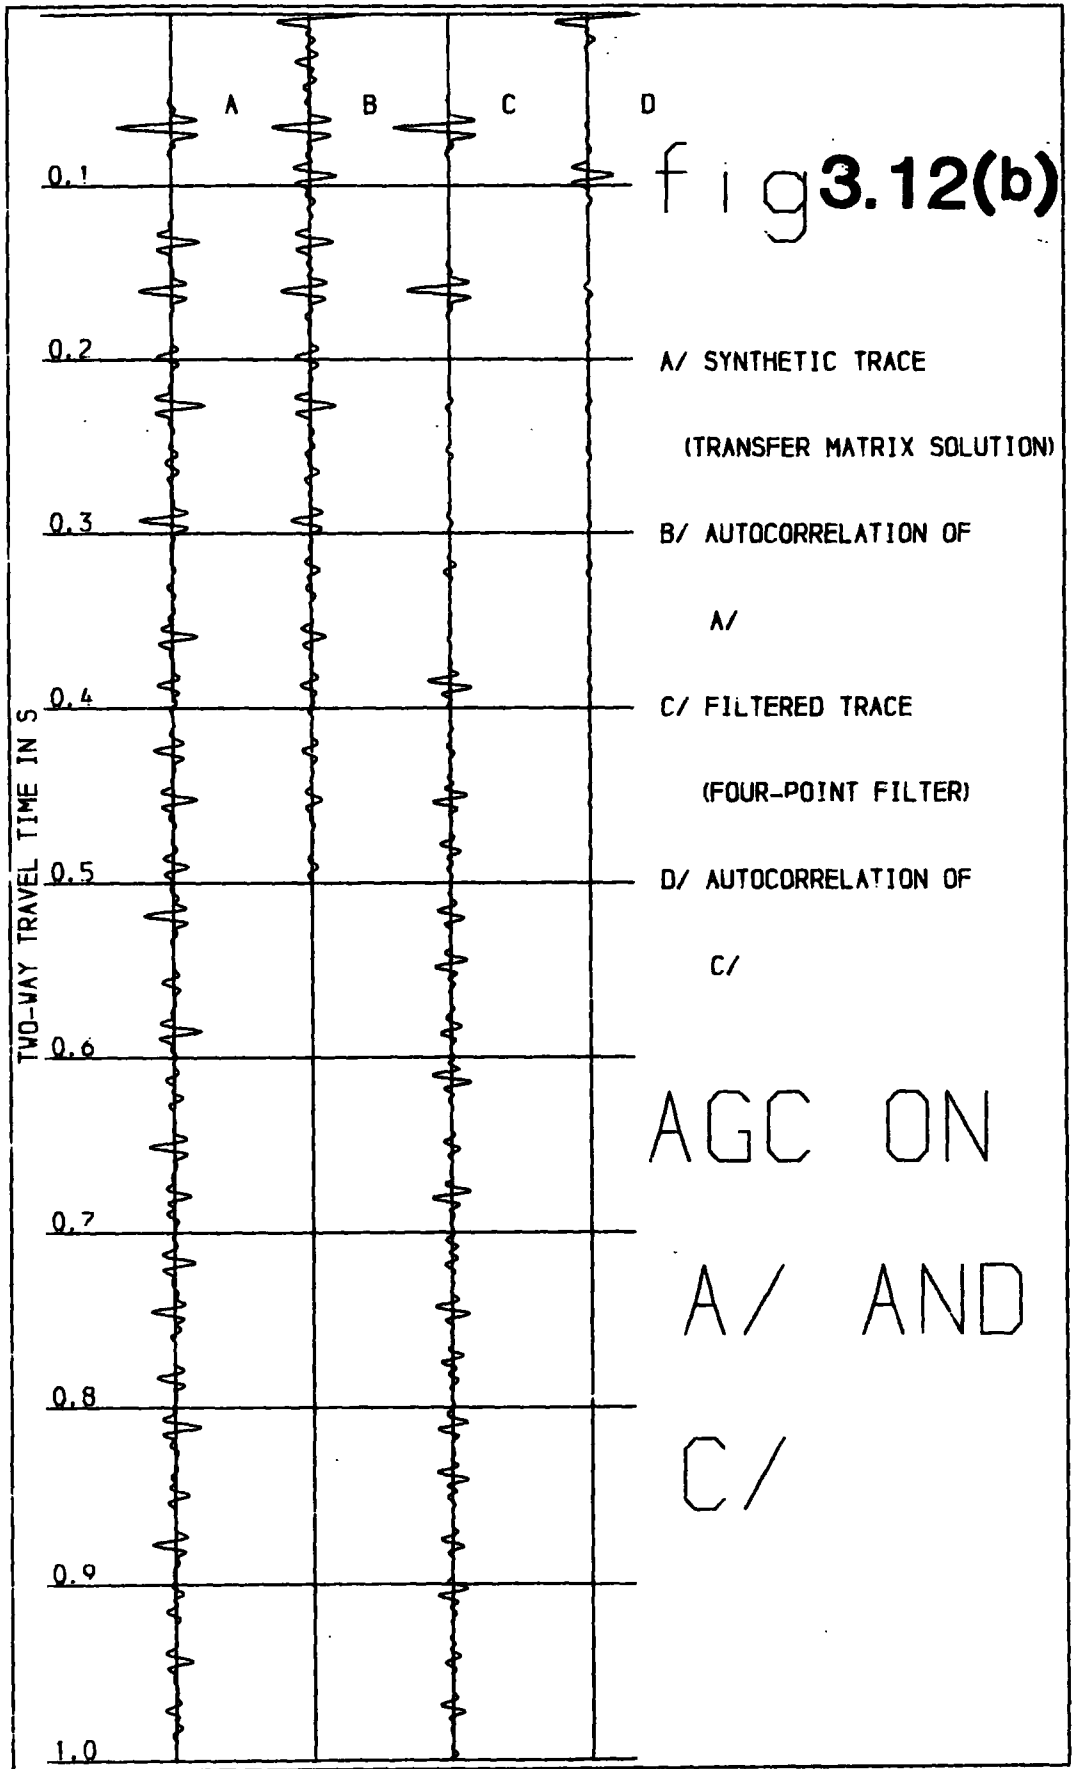 A B C D
0.1
fig 3.12(b)
0.2
A/ SYNTHETIC TRACE
(TRANSFER MATRIX SOLUTION)
0.3
B/ AUTOCORRELATION OF
A/
0.4
C/ FILTERED TRACE
(FOUR-POINT FILTER)
0.5
D/ AUTOCORRELATION OF
C/
TWO-WAY TRAVEL TIME IN S
0.6
AGC ON
0.7
A/ AND
0.8
C/
0.9
1.0